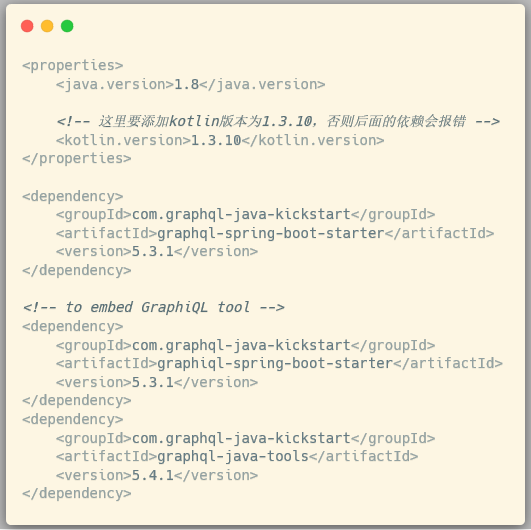 <properties>
    <java.version>1.8</java.version>

    <!-- 这里要添加kotlin版本为1.3.10，否则后面的依赖会报错 -->
    <kotlin.version>1.3.10</kotlin.version>
</properties>

<dependency>
    <groupId>com.graphql-java-kickstart</groupId>
    <artifactId>graphql-spring-boot-starter</artifactId>
    <version>5.3.1</version>
</dependency>

<!-- to embed GraphiQL tool -->
<dependency>
    <groupId>com.graphql-java-kickstart</groupId>
    <artifactId>graphiql-spring-boot-starter</artifactId>
    <version>5.3.1</version>
</dependency>
<dependency>
    <groupId>com.graphql-java-kickstart</groupId>
    <artifactId>graphql-java-tools</artifactId>
    <version>5.4.1</version>
</dependency>